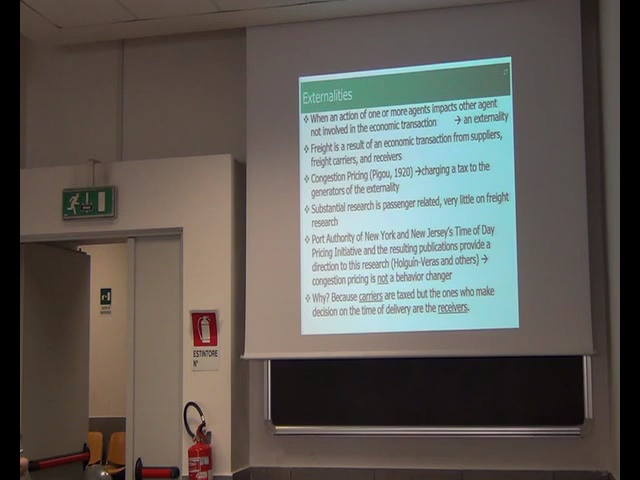 Externalities
❖ When an action of one or more agents impacts other agent
not involved in the economic transaction → an externality
❖ Freight is a result of an economic transaction from suppliers,
freight carriers, and receivers
❖ Congestion Pricing (Pigou, 1920) →charging a tax to the
generators of the externality
❖ Substantial research is passenger related, very little on freight
research
❖ Port Authority of New York and New Jersey's Time of Day
Pricing Initiative and the resulting publications provide a
direction to this research (Holguín-Veras and others) →
congestion pricing is not a behavior changer
❖ Why? Because carriers are taxed but the ones who make
decision on the time of delivery are the receivers.
ESTINTORE
N°